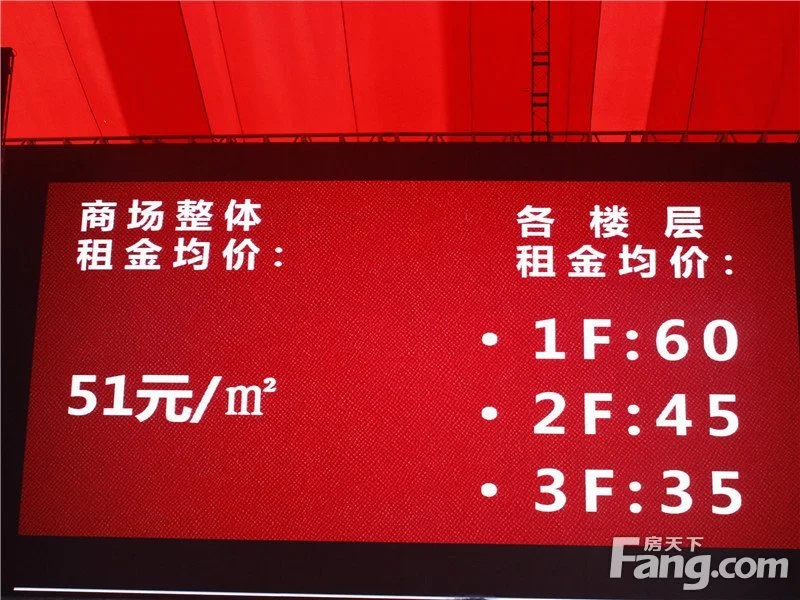 商场整体
租金均价：
51元/㎡
各楼层
租金均价：
• 1F:60
• 2F:45
• 3F:35
房天下
Fang.com